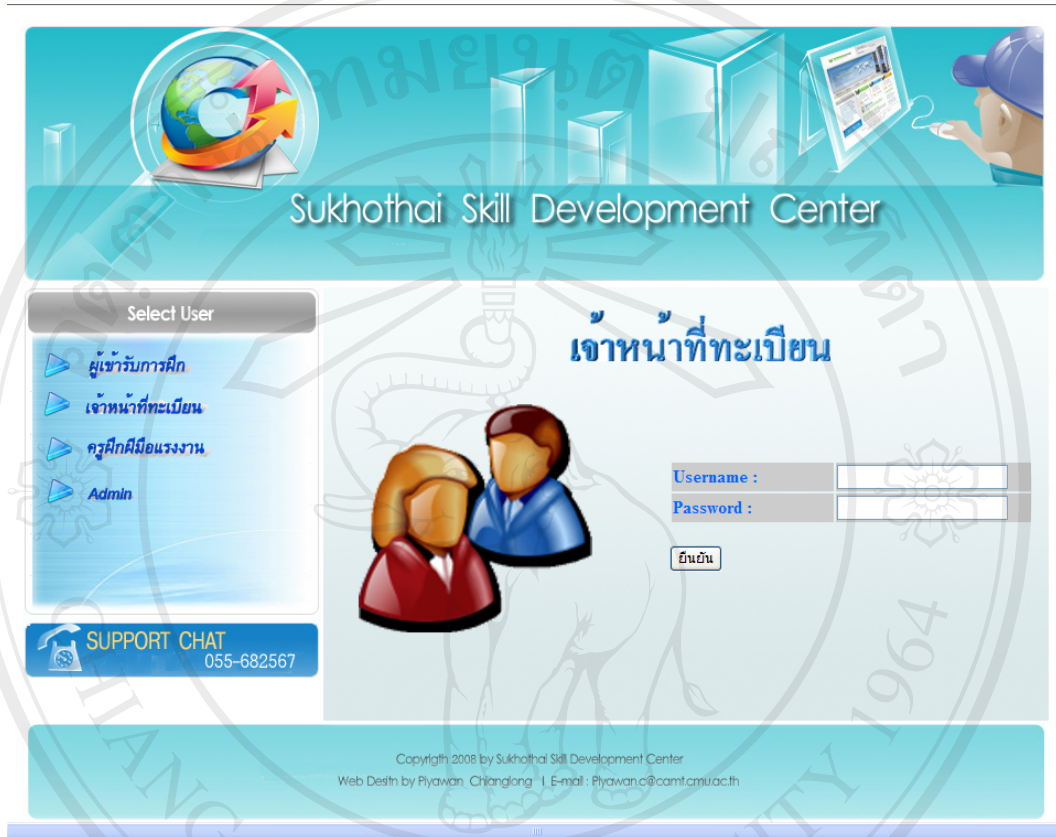 Sukhothai Skill Development Center
Select User
ผู้เข้ารับการฝึก
เจ้าหน้าที่ทะเบียน
ครูฝึกฝีมือแรงงาน
Admin
SUPPORT CHAT
055-682567
เจ้าหน้าที่ทะเบียน
Username :
Password :
ยืนยัน
Copyrigth 2008 by Sukhothai Skill Development Center
Web Desitn by Piyawan Chianglong I E-mail : Piyawan.c@camt.cmu.ac.th